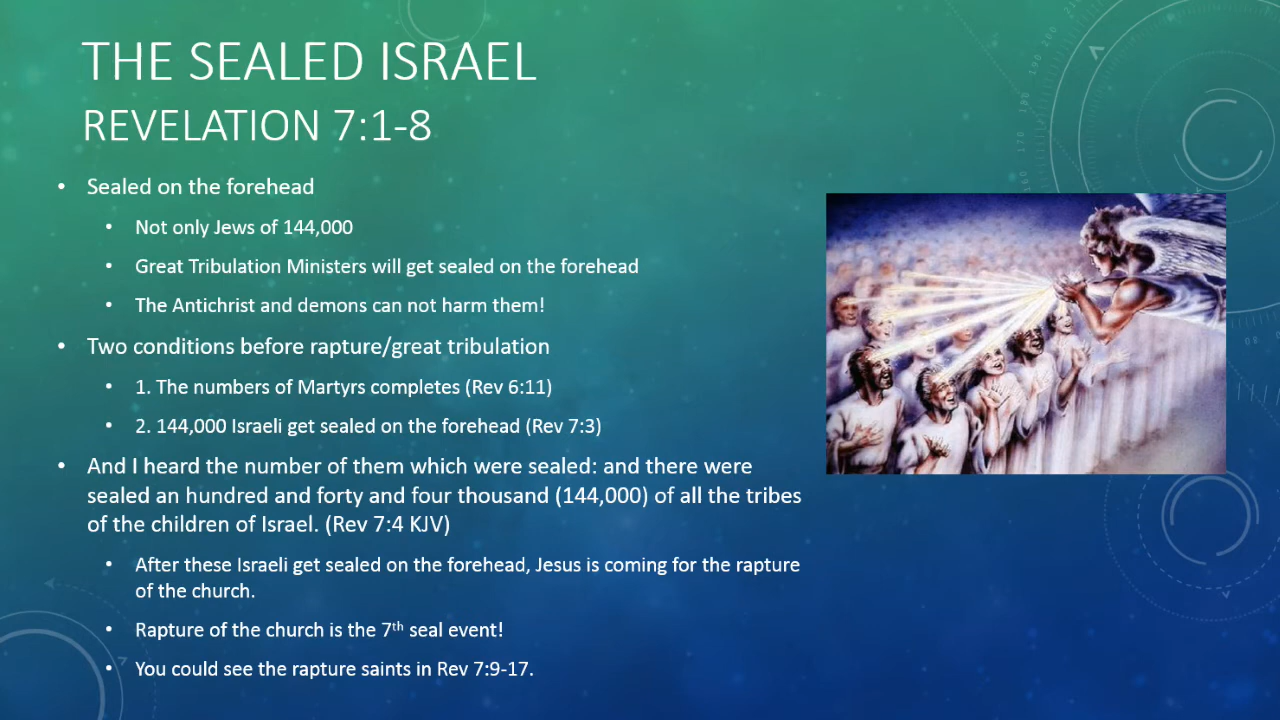 THE SEALED ISRAEL
REVELATION 7:1-8
• Sealed on the forehead
• Not only Jews of 144,000
• Great Tribulation Ministers will get sealed on the forehead
• The Antichrist and demons can not harm them!
• Two conditions before rapture/great tribulation
• 1. The numbers of Martyrs completes (Rev 6:11)
• 2. 144,000 Israeli get sealed on the forehead (Rev 7:3)
• And I heard the number of them which were sealed: and there were
sealed an hundred and forty and four thousand (144,000) of all the tribes
of the children of Israel. (Rev 7:4 KJV)
• After these Israeli get sealed on the forehead, Jesus is coming for the rapture
of the church.
• Rapture of the church is the 7th seal event!
• You could see the rapture saints in Rev 7:9-17.